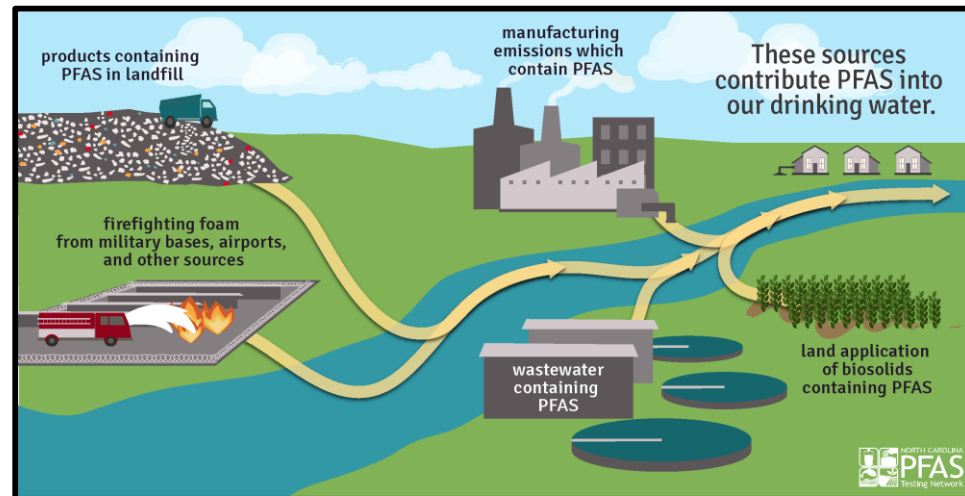 products containing
PFAS in landfill
manufacturing
emissions which
contain PFAS
These sources
contribute PFAS into
our drinking water.
firefighting foam
from military bases, airports,
and other sources
wastewater
containing
PFAS
land application
of biosolids
containing PFAS
NORTH CAROLINA
PFAS
Testing Network